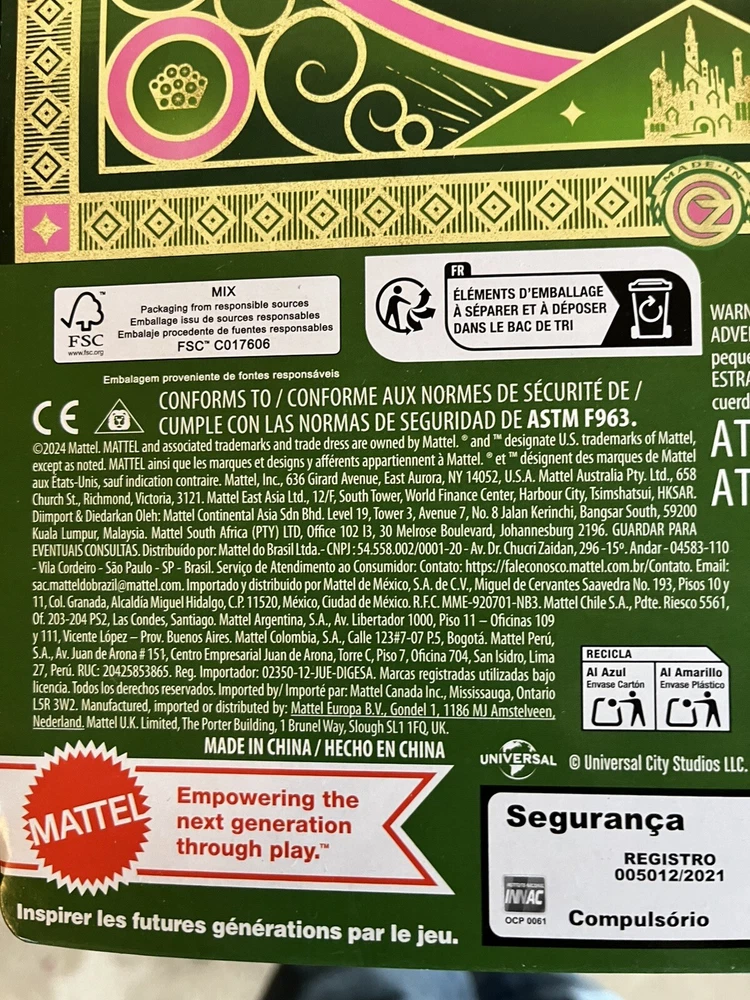 MADE·IN
OZ
FSC
www.fsc.org
MIX
Packaging from responsible sources
Emballage issu de sources responsables
Embalaje procedente de fuentes responsables
FSC™ C017606
Embalagem proveniente de fontes responsáveis
FR
ÉLÉMENTS D'EMBALLAGE
À SÉPARER ET À DÉPOSER
DANS LE BAC DE TRI
WARN
ADVE
peque
ESTRA
cuerd
AT
AT
CE
CONFORMS TO / CONFORME AUX NORMES DE SÉCURITÉ DE /
CUMPLE CON LAS NORMAS DE SEGURIDAD DE ASTM F963.
©2024 Mattel. MATTEL and associated trademarks and trade dress are owned by Mattel. ® and ™ designate U.S. trademarks of Mattel,
except as noted. MATTEL ainsi que les marques et designs y afférents appartiennent à Mattel. ® et ™ désignent des marques de Mattel
aux États-Unis, sauf indication contraire. Mattel, Inc., 636 Girard Avenue, East Aurora, NY 14052, U.S.A. Mattel Australia Pty. Ltd., 658
Church St., Richmond, Victoria, 3121. Mattel East Asia Ltd., 12/F, South Tower, World Finance Center, Harbour City, Tsimshatsui, HKSAR.
Diimport & Diedarkan Oleh: Mattel Continental Asia Sdn Bhd. Level 19, Tower 3, Avenue 7, No. 8 Jalan Kerinchi, Bangsar South, 59200
Kuala Lumpur, Malaysia. Mattel South Africa (PTY) LTD, Office 102 I3, 30 Melrose Boulevard, Johannesburg 2196. GUARDAR PARA
EVENTUAIS CONSULTAS. Distribuído por: Mattel do Brasil Ltda. - CNPJ : 54.558.002/0001-20 - Av. Dr. Chucri Zaidan, 296 -15º. Andar - 04583-110
- Vila Cordeiro - São Paulo - SP - Brasil. Serviço de Atendimento ao Consumidor: Contato: https://faleconosco.mattel.com.br/Contato. Email:
sac.matteldobrazil@mattel.com. Importado y distribuido por Mattel de México, S.A. de C.V., Miguel de Cervantes Saavedra No. 193, Pisos 10 y
11, Col. Granada, Alcaldía Miguel Hidalgo, C.P. 11520, México, Ciudad de México. R.F.C. MME-920701-NB3. Mattel Chile S.A., Pdte. Riesco 5561,
Of. 203-204 PS2, Las Condes, Santiago. Mattel Argentina, S.A., Av. Libertador 1000, Piso 11 – Oficinas 109
y 111, Vicente López – Prov. Buenos Aires. Mattel Colombia, S.A., Calle 123#7-07 P.5, Bogotá. Mattel Perú,
S.A., Av. Juan de Arona # 151, Centro Empresarial Juan de Arona, Torre C, Piso 7, Oficina 704, San Isidro, Lima
27, Perú. RUC: 20425853865. Reg. Importador: 02350-12-JUE-DIGESA. Marcas registradas utilizadas bajo
licencia. Todos los derechos reservados. Imported by / Importé par: Mattel Canada Inc., Mississauga, Ontario
L5R 3W2. Manufactured, imported or distributed by: Mattel Europa B.V., Gondel 1, 1186 MJ Amstelveen,
Nederland. Mattel U.K. Limited, The Porter Building, 1 Brunel Way, Slough SL1 1FQ, UK.
MADE IN CHINA / HECHO EN CHINA
RECICLA
Al Azul
Envase Cartón
Al Amarillo
Envase Plástico
UNIVERSAL
© Universal City Studios LLC.
MATTEL
Empowering the
next generation
through play.™
Inspirer les futures générations par le jeu.
Segurança
REGISTRO
005012/2021
OCP 0061
Compulsório